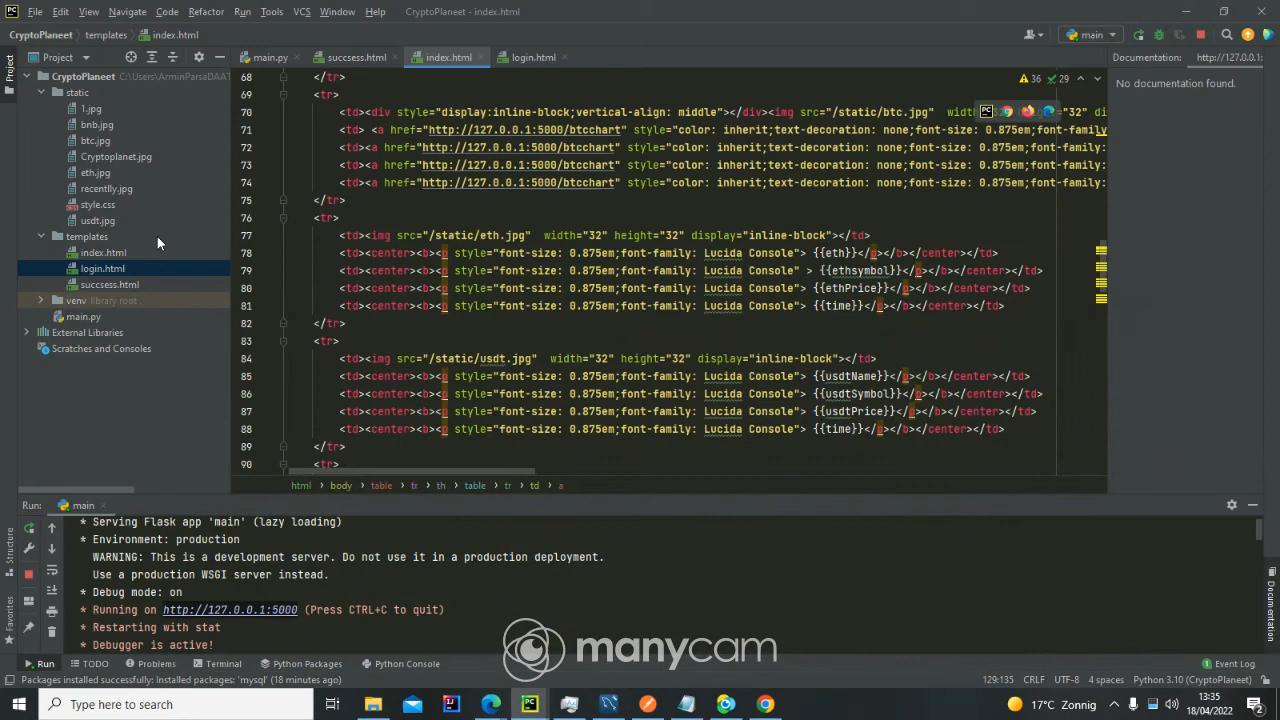 File Edit View Navigate Code Refactor Run Tools VCS Window Help CryptoPlaneet - index.html
CryptoPlaneet templates index.html main
Project main.py succsess.html index.html login.html Documentation: http://127.0.0.1:
CryptoPlaneet C:\Users\ArminParsaDAAT
static
1.jpg
bnb.jpg
btc.jpg
Cryptoplanet.jpg
eth.jpg
recentlly.jpg
style.css
usdt.jpg
templates
index.html
login.html
succsess.html
venv library root
main.py
External Libraries
Scratches and Consoles
36 29
No documentation found.
68 </tr>
69 <tr>
70 <td><div style="display:inline-block;vertical-align: middle"></div><img src="/static/btc.jpg" width="32" height="32" di
71 <td> <a href="http://127.0.0.1:5000/btcchart" style="color: inherit;text-decoration: none;font-size: 0.875em;font-family
72 <td><a href="http://127.0.0.1:5000/btcchart" style="color: inherit;text-decoration: none;font-size: 0.875em;font-family:
73 <td><a href="http://127.0.0.1:5000/btcchart" style="color: inherit;text-decoration: none;font-size: 0.875em;font-family:
74 <td><a href="http://127.0.0.1:5000/btcchart" style="color: inherit;text-decoration: none;font-size: 0.875em;font-family:
75 </tr>
76 <tr>
77 <td><img src="/static/eth.jpg" width="32" height="32" display="inline-block"></td>
78 <td><center><b><p style="font-size: 0.875em;font-family: Lucida Console"> {{eth}}</p></b></center></td>
79 <td><center><b><p style="font-size: 0.875em;font-family: Lucida Console" > {{ethsymbol}}</p></b></center></td>
80 <td><center><b><p style="font-size: 0.875em;font-family: Lucida Console"> {{ethPrice}}</p></b></center></td>
81 <td><center><b><p style="font-size: 0.875em;font-family: Lucida Console"> {{time}}</p></b></center></td>
82 </tr>
83 <tr>
84 <td><img src="/static/usdt.jpg" width="32" height="32" display="inline-block"></td>
85 <td><center><b><p style="font-size: 0.875em;font-family: Lucida Console"> {{usdtName}}</p></b></center></td>
86 <td><center><b><p style="font-size: 0.875em;font-family: Lucida Console"> {{usdtSymbol}}</p></b></center></td>
87 <td><center><b><p style="font-size: 0.875em;font-family: Lucida Console"> {{usdtPrice}}</p></b></center></td>
88 <td><center><b><p style="font-size: 0.875em;font-family: Lucida Console"> {{time}}</p></b></center></td>
89 </tr>
90 <tr>
html body table tr th table tr td a
Run: main
* Serving Flask app 'main' (lazy loading)
* Environment: production
WARNING: This is a development server. Do not use it in a production deployment.
Use a production WSGI server instead.
* Debug mode: on
* Running on http://127.0.0.1:5000 (Press CTRL+C to quit)
* Restarting with stat
* Debugger is active!
manycam
Project
Structure
Favorites
Documentation
Run TODO Problems Terminal Python Packages Python Console Event Log
Packages installed successfully: Installed packages: 'mysql' (18 minutes ago) 129:135 CRLF UTF-8 4 spaces Python 3.10 (CryptoPlaneet)
Type here to search 17°C Zonnig ENG 13:35
18/04/2022 2